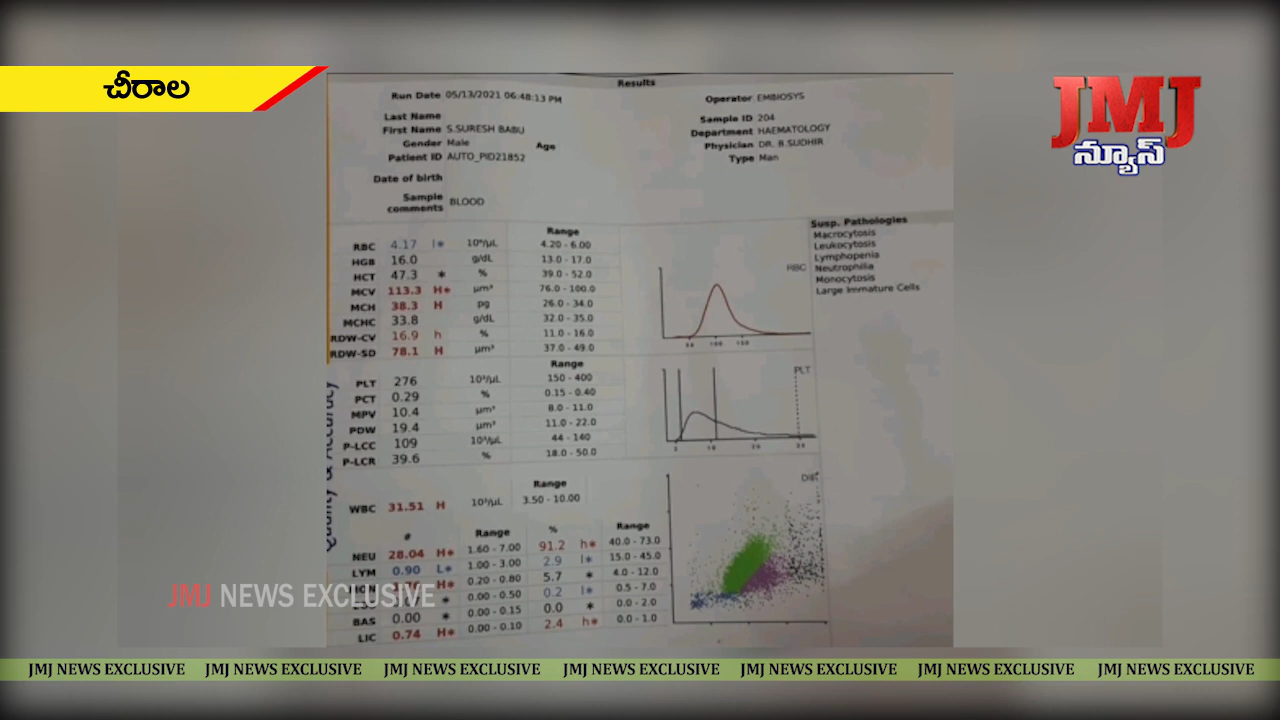 చీరాల
JMJ
న్యూస్
Results
Run Date 05/13/2021 06:48:13 PM
Operator EMBIOSYS
Last Name
Sample ID 204
First Name S.SURESH BABU
Department HAEMATOLOGY
Gender Male Age
Physician DR. B.SUDHIR
Patient ID AUTO_PID21852
Type Man
Date of birth
Sample comments BLOOD
Susp. Pathologies
Macrocytosis
Leukocytosis
Lymphopenia
Neutrophilia
Monocytosis
Large Immature Cells
Range
RBC 4.17 l* 10⁶/µL 4.20 - 6.00
HGB 16.0 g/dL 13.0 - 17.0
HCT 47.3 * % 39.0 - 52.0
MCV 113.3 H* µm³ 76.0 - 100.0
MCH 38.3 H pg 26.0 - 34.0
MCHC 33.8 g/dL 32.0 - 35.0
RDW-CV 16.9 h % 11.0 - 16.0
RDW-SD 78.1 H µm³ 37.0 - 49.0
RBC
50 100 150
Range
PLT 276 10³/µL 150 - 400
PCT 0.29 % 0.15 - 0.40
MPV 10.4 µm³ 8.0 - 11.0
PDW 19.4 µm³ 11.0 - 22.0
P-LCC 109 10³/µL 44 - 140
P-LCR 39.6 % 18.0 - 50.0
PLT
Quality & Accuracy
Range
WBC 31.51 H 10³/µL 3.50 - 10.00
# Range % Range
NEU 28.04 H* 1.60 - 7.00 91.2 h* 40.0 - 73.0
LYM 0.90 L* 1.00 - 3.00 2.9 l* 15.0 - 45.0
H* 0.20 - 0.80 5.7 * 4.0 - 12.0
* 0.00 - 0.50 0.2 l* 0.5 - 7.0
BAS 0.00 * 0.00 - 0.15 0.0 * 0.0 - 2.0
LIC 0.74 H* 0.00 - 0.10 2.4 h* 0.0 - 1.0
JMJ NEWS EXCLUSIVE
JMJ NEWS EXCLUSIVE JMJ NEWS EXCLUSIVE JMJ NEWS EXCLUSIVE JMJ NEWS EXCLUSIVE JMJ NEWS EXCLUSIVE JMJ NEWS EXCLUSIVE JMJ NEWS EXCLUSIVE